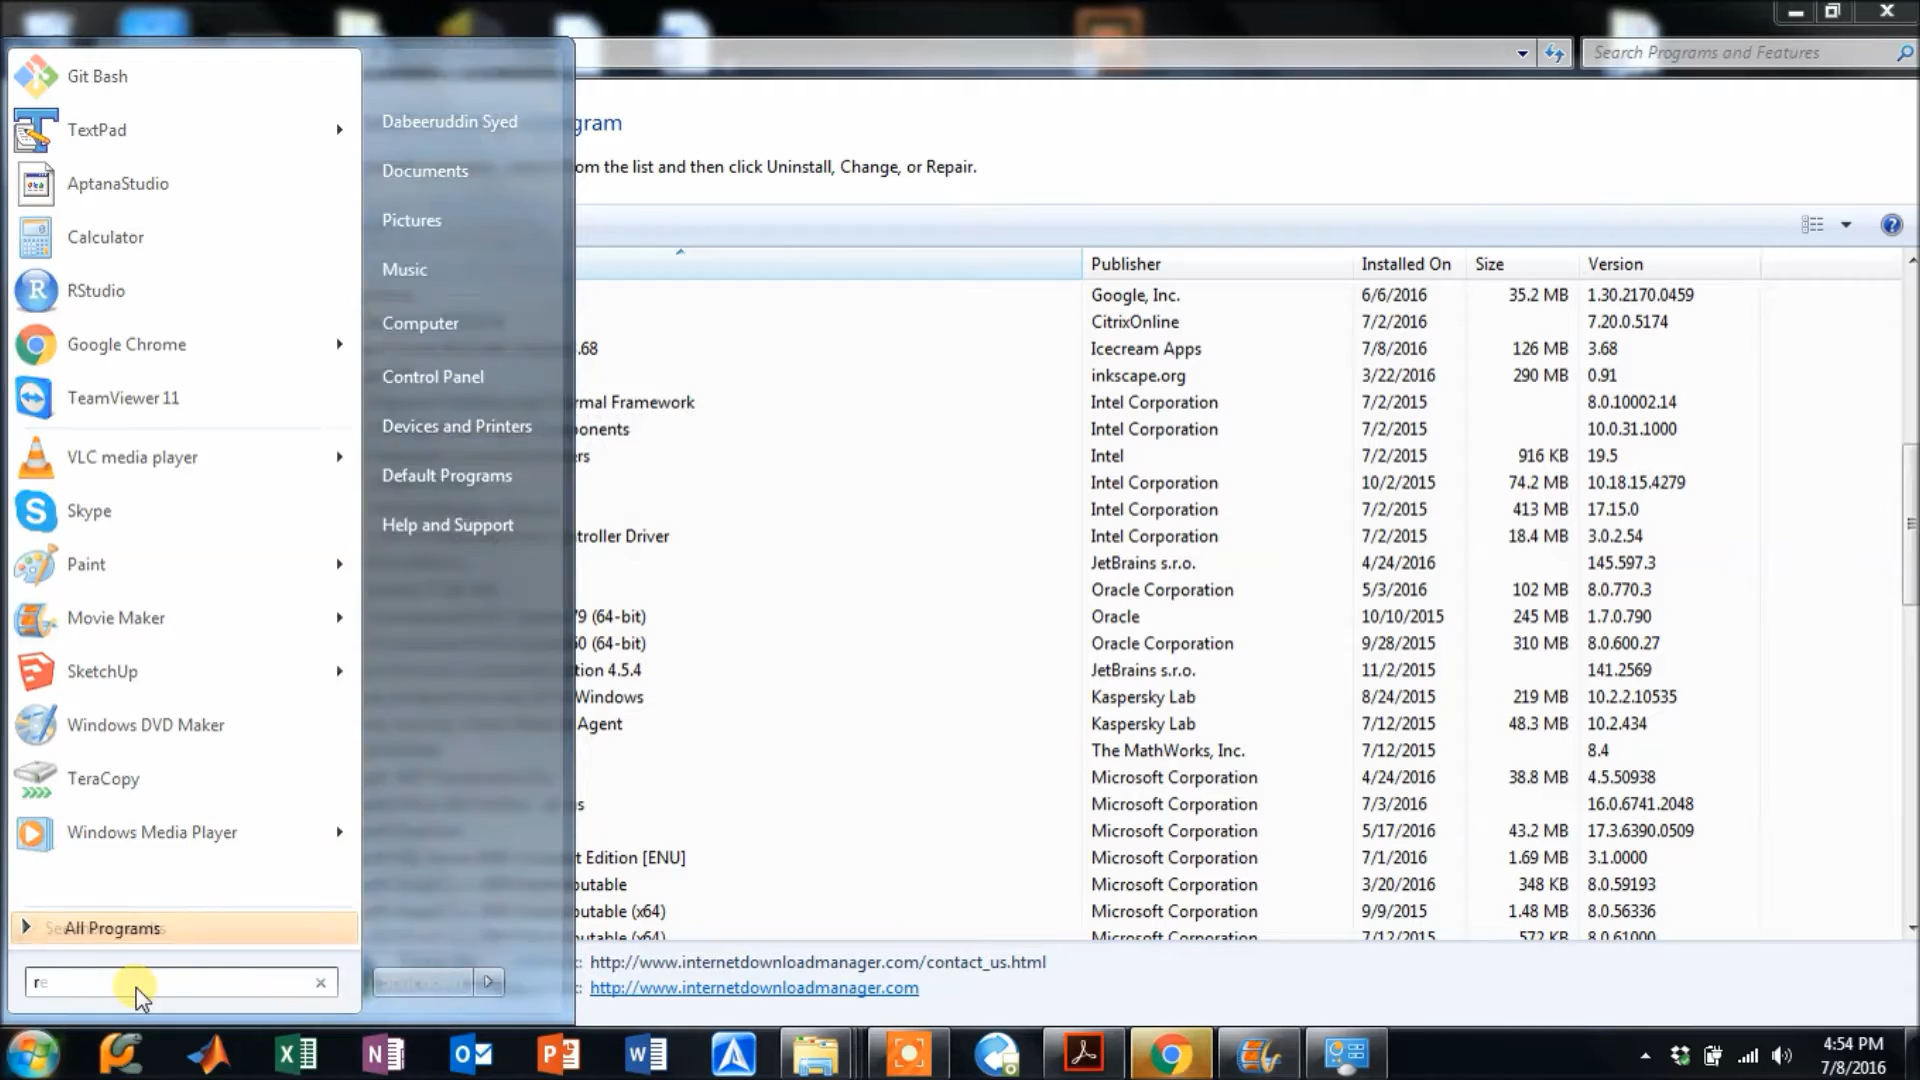 Search Programs and Features
Git Bash
TextPad
AptanaStudio
Calculator
RStudio
Google Chrome
TeamViewer 11
VLC media player
Skype
Paint
Movie Maker
SketchUp
Windows DVD Maker
TeraCopy
Windows Media Player
All Programs
re
Dabeeruddin Syed
Documents
Pictures
Music
Computer
Control Panel
Devices and Printers
Default Programs
Help and Support
gram
om the list and then click Uninstall, Change, or Repair.
Publisher Installed On Size Version
Google, Inc. 6/6/2016 35.2 MB 1.30.2170.0459
CitrixOnline 7/2/2016 7.20.0.5174
.68 Icecream Apps 7/8/2016 126 MB 3.68
inkscape.org 3/22/2016 290 MB 0.91
rmal Framework Intel Corporation 7/2/2015 8.0.10002.14
onents Intel Corporation 7/2/2015 10.0.31.1000
rs Intel 7/2/2015 916 KB 19.5
Intel Corporation 10/2/2015 74.2 MB 10.18.15.4279
Intel Corporation 7/2/2015 413 MB 17.15.0
troller Driver Intel Corporation 7/2/2015 18.4 MB 3.0.2.54
JetBrains s.r.o. 4/24/2016 145.597.3
Oracle Corporation 5/3/2016 102 MB 8.0.770.3
79 (64-bit) Oracle 10/10/2015 245 MB 1.7.0.790
60 (64-bit) Oracle Corporation 9/28/2015 310 MB 8.0.600.27
tion 4.5.4 JetBrains s.r.o. 11/2/2015 141.2569
Windows Kaspersky Lab 8/24/2015 219 MB 10.2.2.10535
Agent Kaspersky Lab 7/12/2015 48.3 MB 10.2.434
The MathWorks, Inc. 7/12/2015 8.4
Microsoft Corporation 4/24/2016 38.8 MB 4.5.50938
s Microsoft Corporation 7/3/2016 16.0.6741.2048
Microsoft Corporation 5/17/2016 43.2 MB 17.3.6390.0509
t Edition [ENU] Microsoft Corporation 7/1/2016 1.69 MB 3.1.0000
utable Microsoft Corporation 3/20/2016 348 KB 8.0.59193
utable (x64) Microsoft Corporation 9/9/2015 1.48 MB 8.0.56336
utable (x64) Microsoft Corporation 7/12/2015 572 KB 8.0.61000
: http://www.internetdownloadmanager.com/contact_us.html
: http://www.internetdownloadmanager.com
4:54 PM
7/8/2016